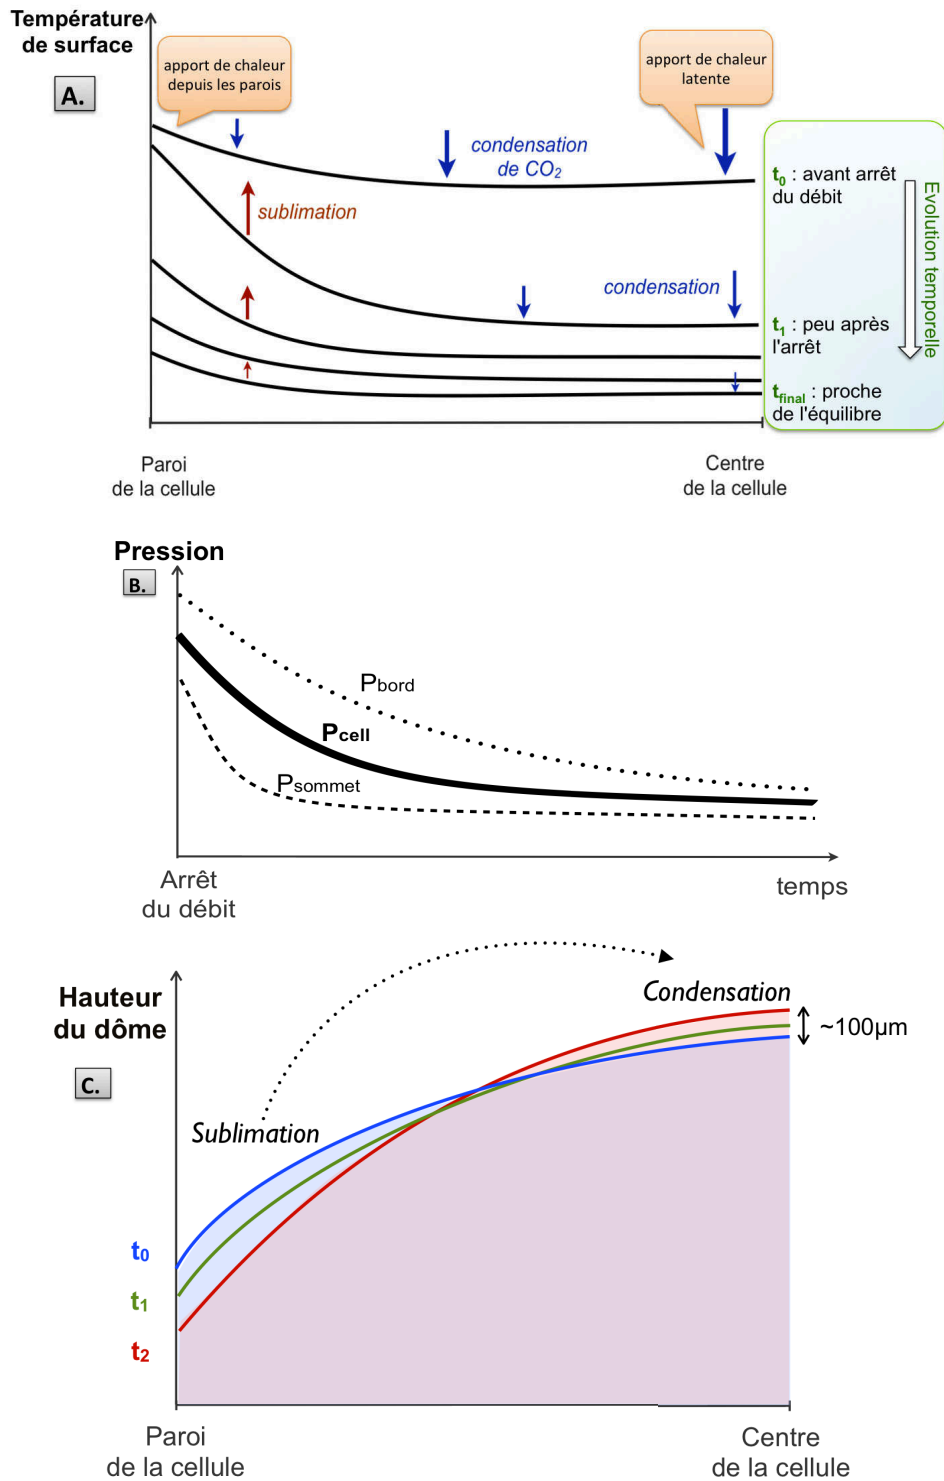 Température
de surface
A.
apport de chaleur
depuis les parois
apport de chaleur
latente
condensation
de CO₂
sublimation
condensation
t₀ : avant arrêt
du débit
t₁ : peu après
l'arrêt
tfinal : proche
de l'équilibre
Evolution temporelle
Paroi
de la cellule
Centre
de la cellule
Pression
B.
Pbord
Pcell
Psommet
Arrêt
du débit
temps
Hauteur
du dôme
C.
Condensation
~100µm
Sublimation
t₀
t₁
t₂
Paroi
de la cellule
Centre
de la cellule